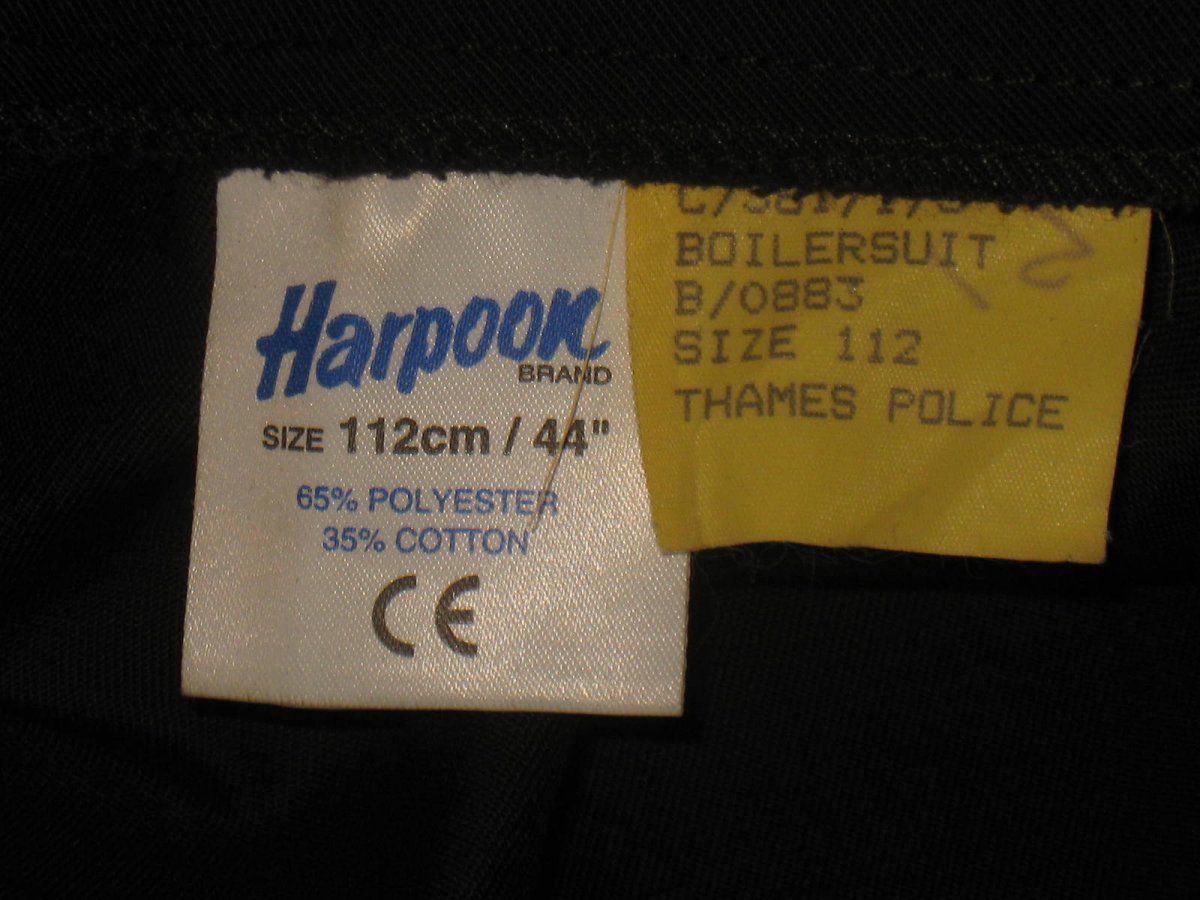 Harpoon
BRAND
SIZE 112cm / 44"
65% POLYESTER
35% COTTON
CE
BOILERSUIT
B/0883
SIZE 112
THAMES POLICE